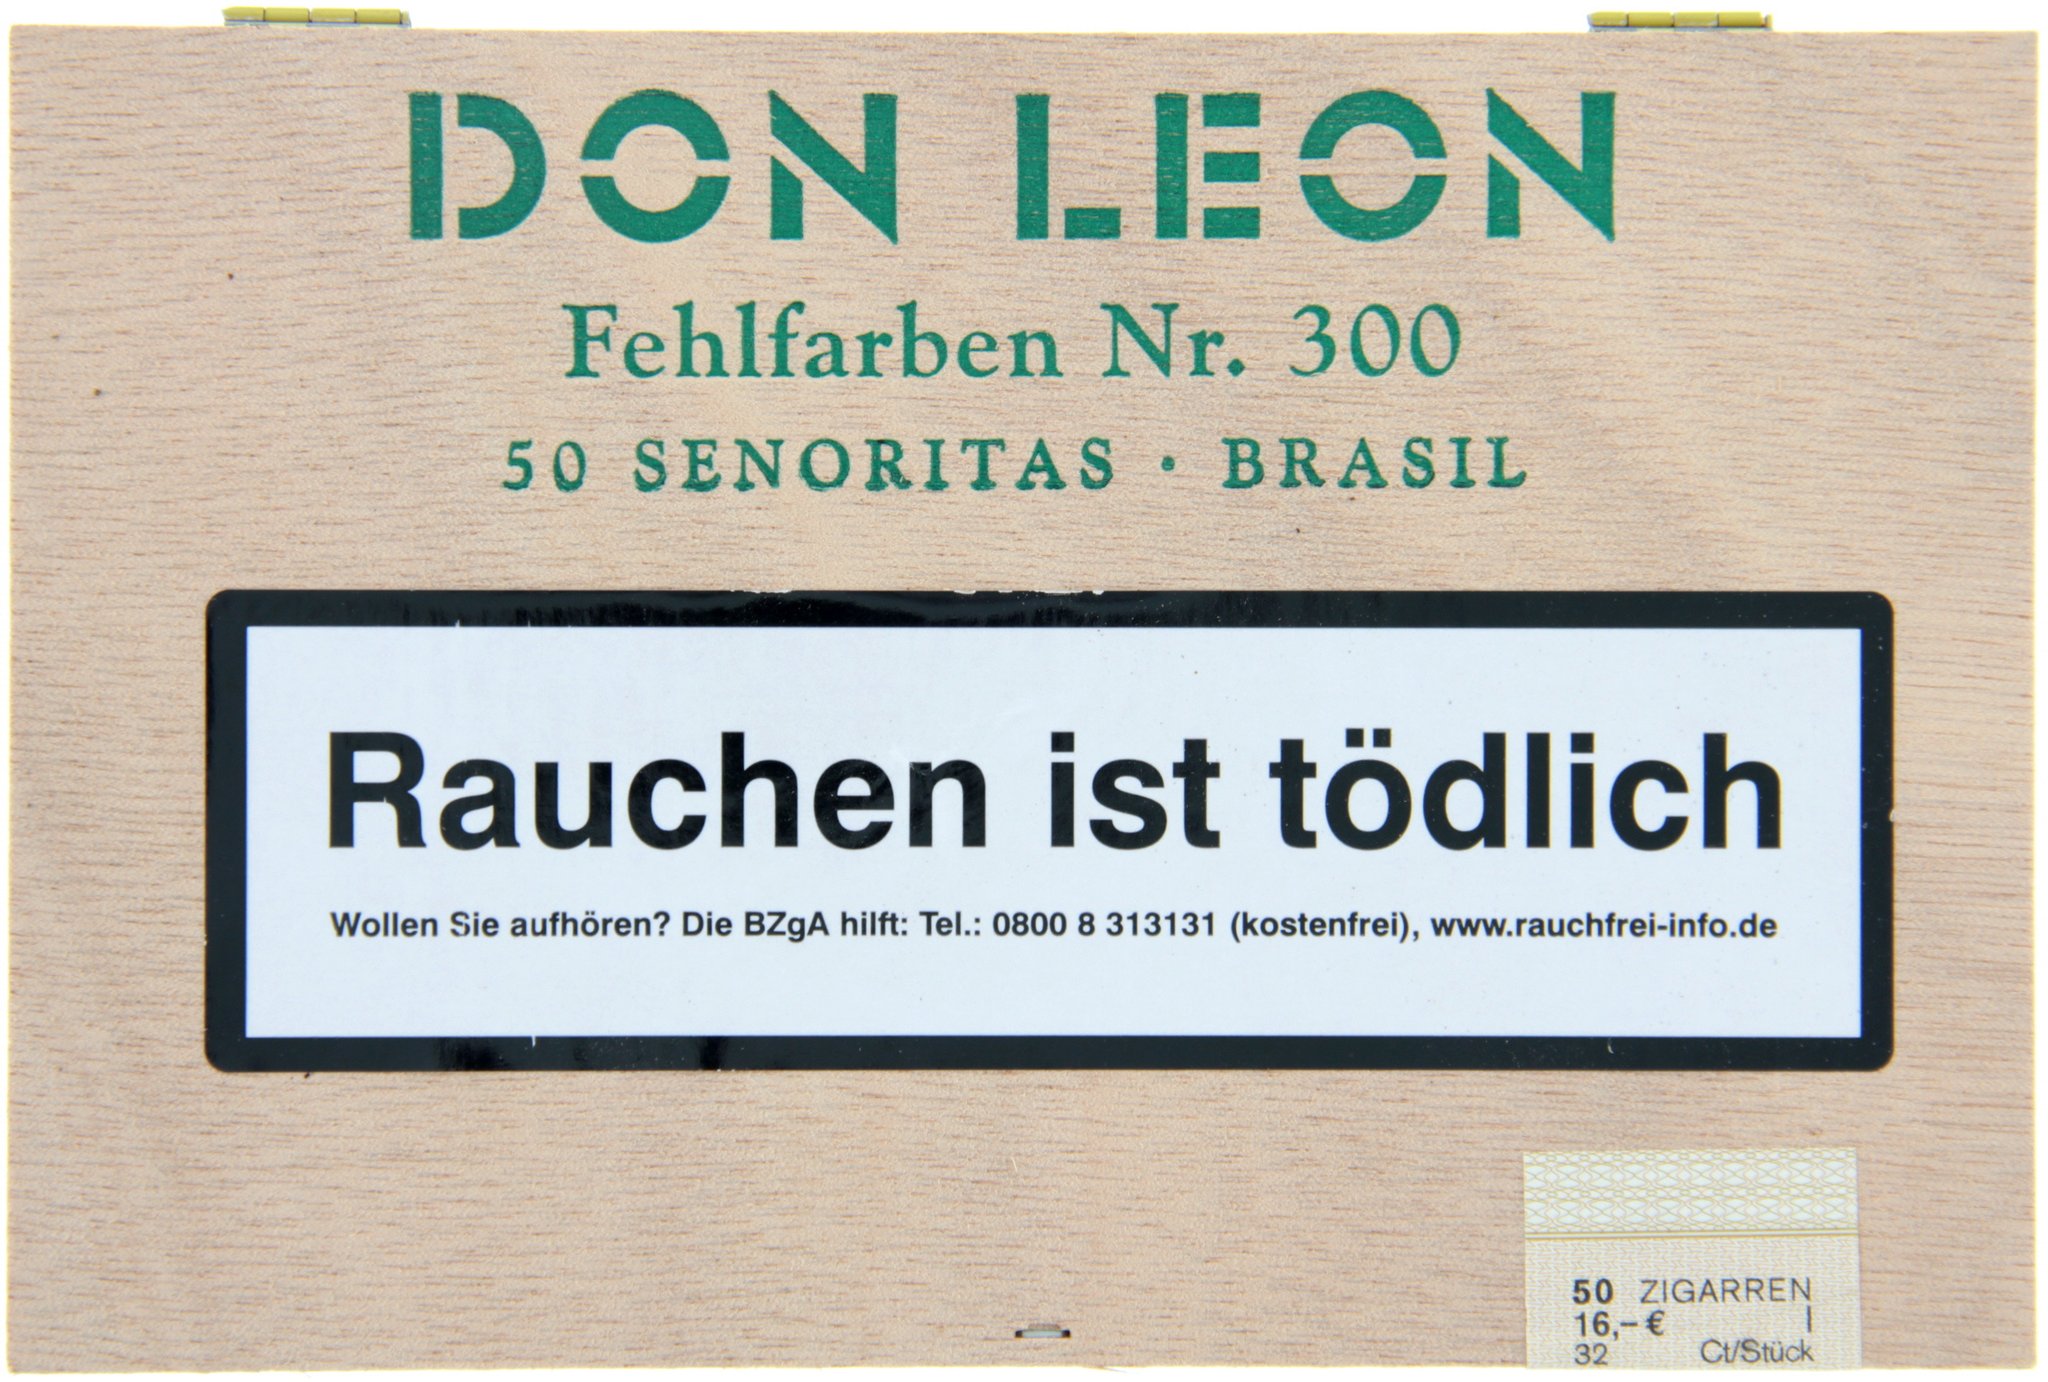 DON LEON
Fehlfarben Nr. 300
50 SENORITAS · BRASIL
Rauchen ist tödlich
Wollen Sie aufhören? Die BZgA hilft: Tel.: 0800 8 313131 (kostenfrei), www.rauchfrei-info.de
50 ZIGARREN
16,– € I
32 Ct/Stück